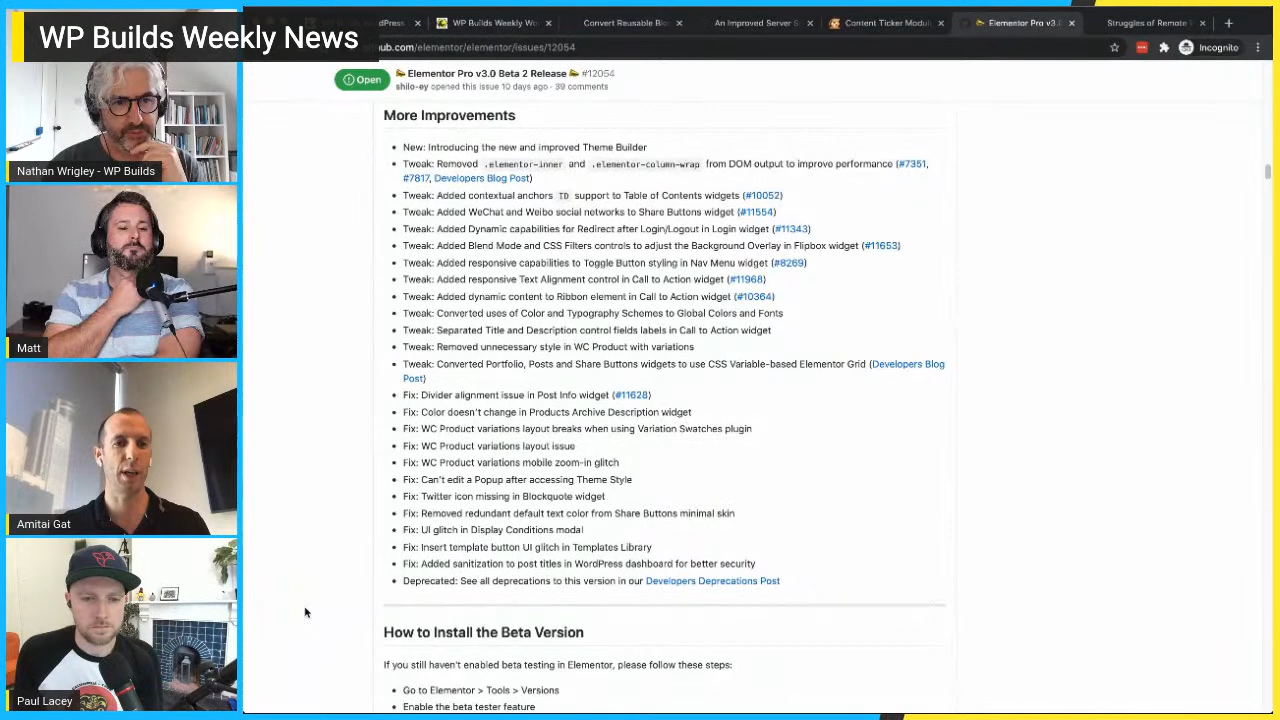 WP Builds Weekly News
WordPress
WP Builds Weekly Wo
Convert Reusable Blo
An Improved Server S
Content Ticker Modul
Elementor Pro v3.0
Struggles of Remote W
hub.com/elementor/elementor/issues/12054
Incognito
Open
Elementor Pro v3.0 Beta 2 Release #12054
shilo-ey opened this issue 10 days ago · 39 comments
More Improvements
New: Introducing the new and improved Theme Builder
Tweak: Removed .elementor-inner and .elementor-column-wrap from DOM output to improve performance (#7351,
#7817, Developers Blog Post)
Tweak: Added contextual anchors ID support to Table of Contents widgets (#10052)
Tweak: Added WeChat and Weibo social networks to Share Buttons widget (#11554)
Tweak: Added Dynamic capabilities for Redirect after Login/Logout in Login widget (#11343)
Tweak: Added Blend Mode and CSS Filters controls to adjust the Background Overlay in Flipbox widget (#11653)
Tweak: Added responsive capabilities to Toggle Button styling in Nav Menu widget (#8269)
Tweak: Added responsive Text Alignment control in Call to Action widget (#11968)
Tweak: Added dynamic content to Ribbon element in Call to Action widget (#10364)
Tweak: Converted uses of Color and Typography Schemes to Global Colors and Fonts
Tweak: Separated Title and Description control fields labels in Call to Action widget
Tweak: Removed unnecessary style in WC Product with variations
Tweak: Converted Portfolio, Posts and Share Buttons widgets to use CSS Variable-based Elementor Grid (Developers Blog
Post)
Fix: Divider alignment issue in Post Info widget (#11628)
Fix: Color doesn't change in Products Archive Description widget
Fix: WC Product variations layout breaks when using Variation Swatches plugin
Fix: WC Product variations layout issue
Fix: WC Product variations mobile zoom-in glitch
Fix: Can't edit a Popup after accessing Theme Style
Fix: Twitter icon missing in Blockquote widget
Fix: Removed redundant default text color from Share Buttons minimal skin
Fix: UI glitch in Display Conditions modal
Fix: Insert template button UI glitch in Templates Library
Fix: Added sanitization to post titles in WordPress dashboard for better security
Deprecated: See all deprecations to this version in our Developers Deprecations Post
How to Install the Beta Version
If you still haven't enabled beta testing in Elementor, please follow these steps:
Go to Elementor > Tools > Versions
Enable the beta tester feature
Nathan Wrigley - WP Builds
Matt
Amitai Gat
Paul Lacey